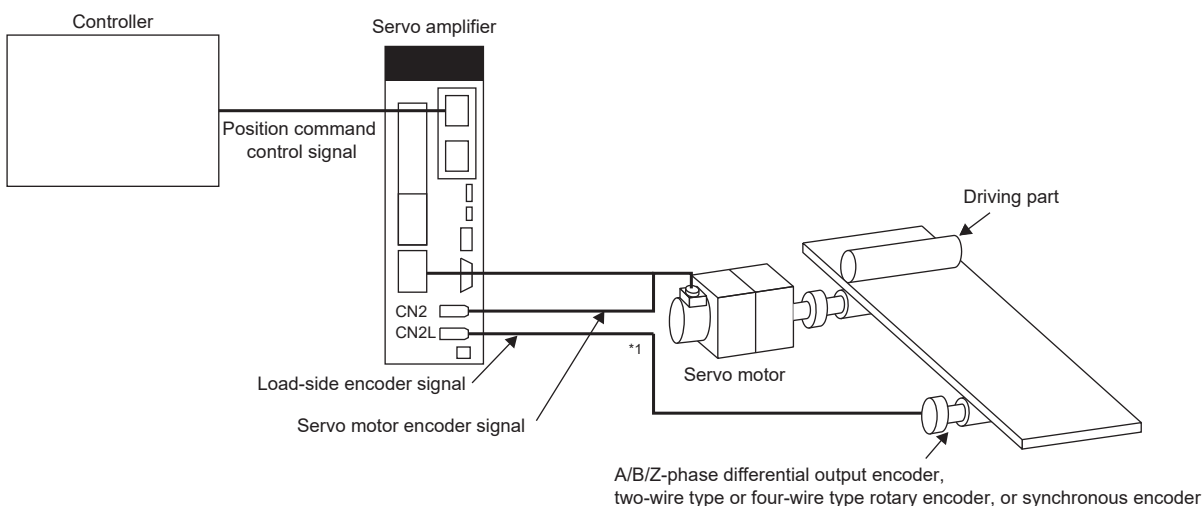 Controller
Servo amplifier
Position command
control signal
Driving part
CN2
CN2L
*1
Servo motor
Load-side encoder signal
Servo motor encoder signal
A/B/Z-phase differential output encoder,
two-wire type or four-wire type rotary encoder, or synchronous encoder